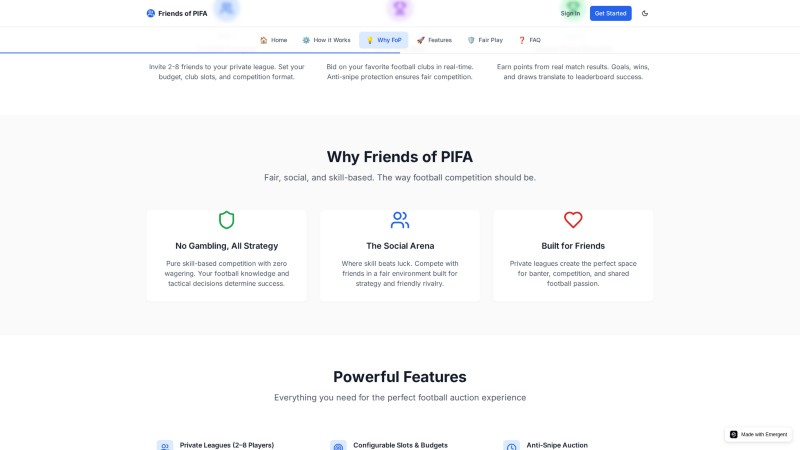 Friends of PIFA
Sign In
Get Started
Home
How it Works
Why FoP
Features
Fair Play
FAQ
Invite 2-8 friends to your private league. Set your
budget, club slots, and competition format.
Bid on your favorite football clubs in real-time.
Anti-snipe protection ensures fair competition.
Earn points from real match results. Goals, wins,
and draws translate to leaderboard success.
Why Friends of PIFA
Fair, social, and skill-based. The way football competition should be.
No Gambling, All Strategy
Pure skill-based competition with zero
wagering. Your football knowledge and
tactical decisions determine success.
The Social Arena
Where skill beats luck. Compete with
friends in a fair environment built for
strategy and friendly rivalry.
Built for Friends
Private leagues create the perfect space
for banter, competition, and shared
football passion.
Powerful Features
Everything you need for the perfect football auction experience
Private Leagues (2–8 Players)
Configurable Slots & Budgets
Anti-Snipe Auction
Made with Emergent